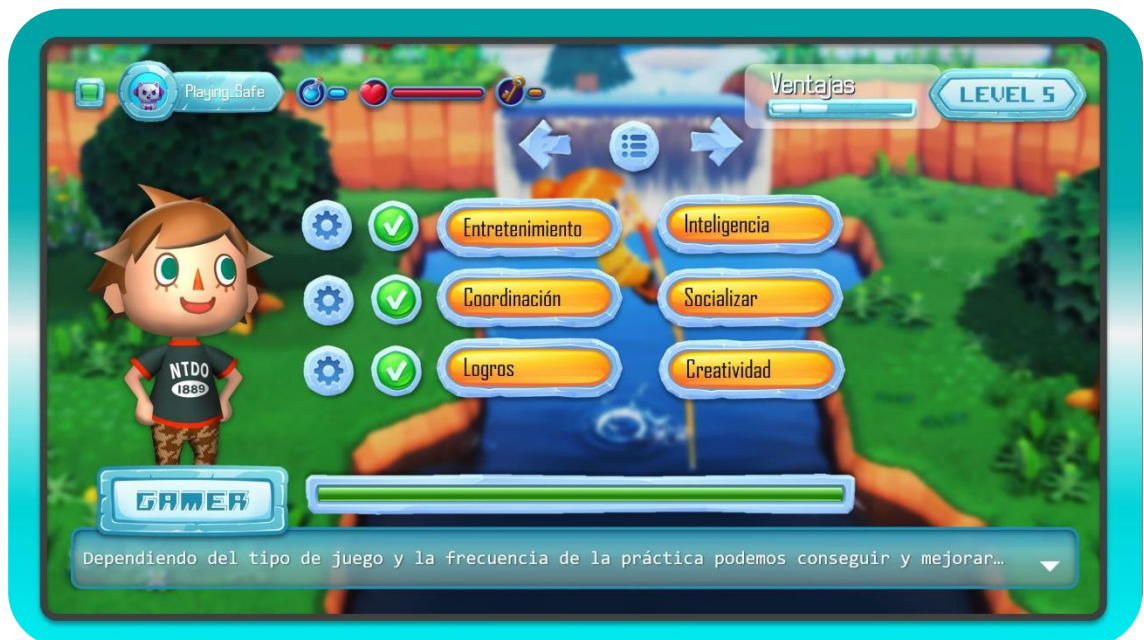 Playing_Safe
Ventajas
LEVEL 5
Entretenimiento
Inteligencia
Coordinación
Socializar
Logros
Creatividad
NTDO
1889
GAMER
Dependiendo del tipo de juego y la frecuencia de la práctica podemos conseguir y mejorar…